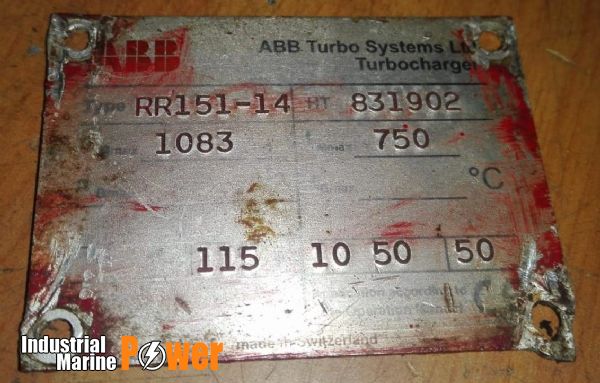 ABB
ABB Turbo Systems
Turbocharger
Type RR151-14 HT 831902
1083 750
°C
115 10 50 50
made in Switzerland
Industrial
Marine Power